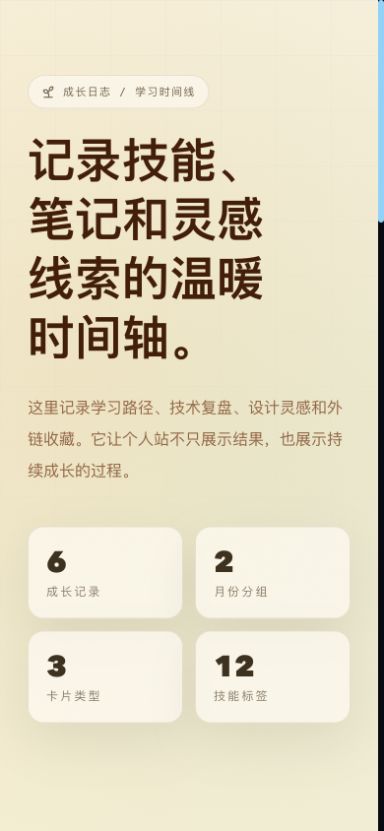 成长日志 / 学习时间线
记录技能、
笔记和灵感
线索的温暖
时间轴。
这里记录学习路径、技术复盘、设计灵感和外
链收藏。它让个人站不只展示结果，也展示持
续成长的过程。
6
成长记录
2
月份分组
3
卡片类型
12
技能标签